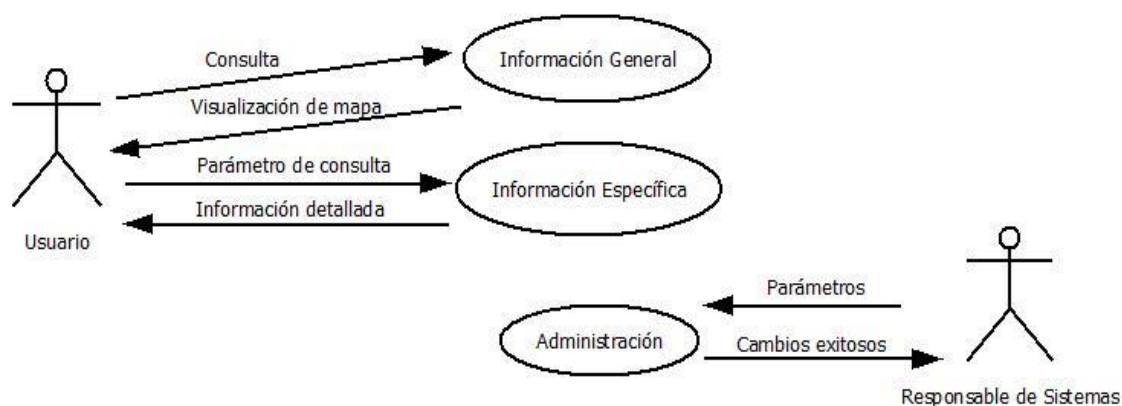 Consulta
Información General
Visualización de mapa
Parámetro de consulta
Información Específica
Información detallada
Usuario
Parámetros
Administración
Cambios exitosos
Responsable de Sistemas